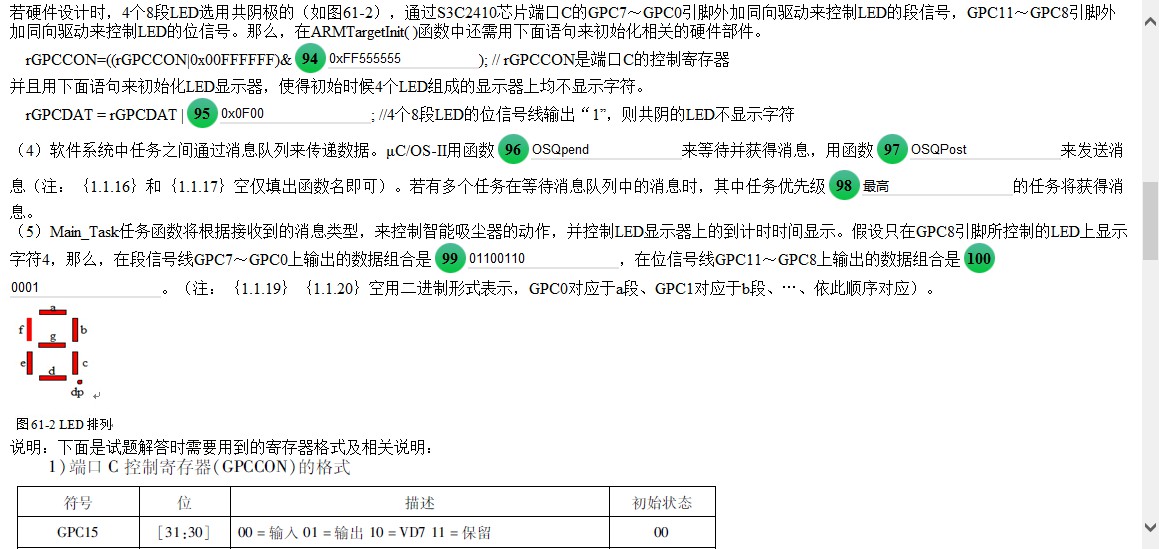 若硬件设计时，4个8段LED选用共阴极的（如图61-2），通过S3C2410芯片端口C的GPC7～GPC0引脚外加同向驱动来控制LED的段信号，GPC11～GPC8引脚外
加同向驱动来控制LED的位信号。那么，在ARMTargetInit( )函数中还需用下面语句来初始化相关的硬件部件。
rGPCCON=((rGPCCON|0x00FFFFFF)& 94 0xFF555555 ); // rGPCCON是端口C的控制寄存器
并且用下面语句来初始化LED显示器，使得初始时候4个LED组成的显示器上均不显示字符。
rGPCDAT = rGPCDAT | 95 0x0F00 ; //4个8段LED的位信号线输出“1”，则共阴的LED不显示字符
（4）软件系统中任务之间通过消息队列来传递数据。μC/OS-II用函数 96 OSQpend 来等待并获得消息，用函数 97 OSQPost 来发送消
息（注：｛1.1.16｝和｛1.1.17｝空仅填出函数名即可）。若有多个任务在等待消息队列中的消息时，其中任务优先级 98 最高 的任务将获得消
息。
（5）Main_Task任务函数将根据接收到的消息类型，来控制智能吸尘器的动作，并控制LED显示器上的到计时时间显示。假设只在GPC8引脚所控制的LED上显示
字符4，那么，在段信号线GPC7～GPC0上输出的数据组合是 99 01100110 ，在位信号线GPC11～GPC8上输出的数据组合是 100
0001 。（注：｛1.1.19｝｛1.1.20｝空用二进制形式表示，GPC0对应于a段、GPC1对应于b段、…、依此顺序对应）。
a
f b
g
e c
d
dp
图61-2 LED 排列
说明：下面是试题解答时需要用到的寄存器格式及相关说明：
1)端口 C 控制寄存器(GPCCON)的格式
符号 位 描述 初始状态
GPC15 [31:30] 00 = 输入 01 = 输出 10 = VD7 11 = 保留 00